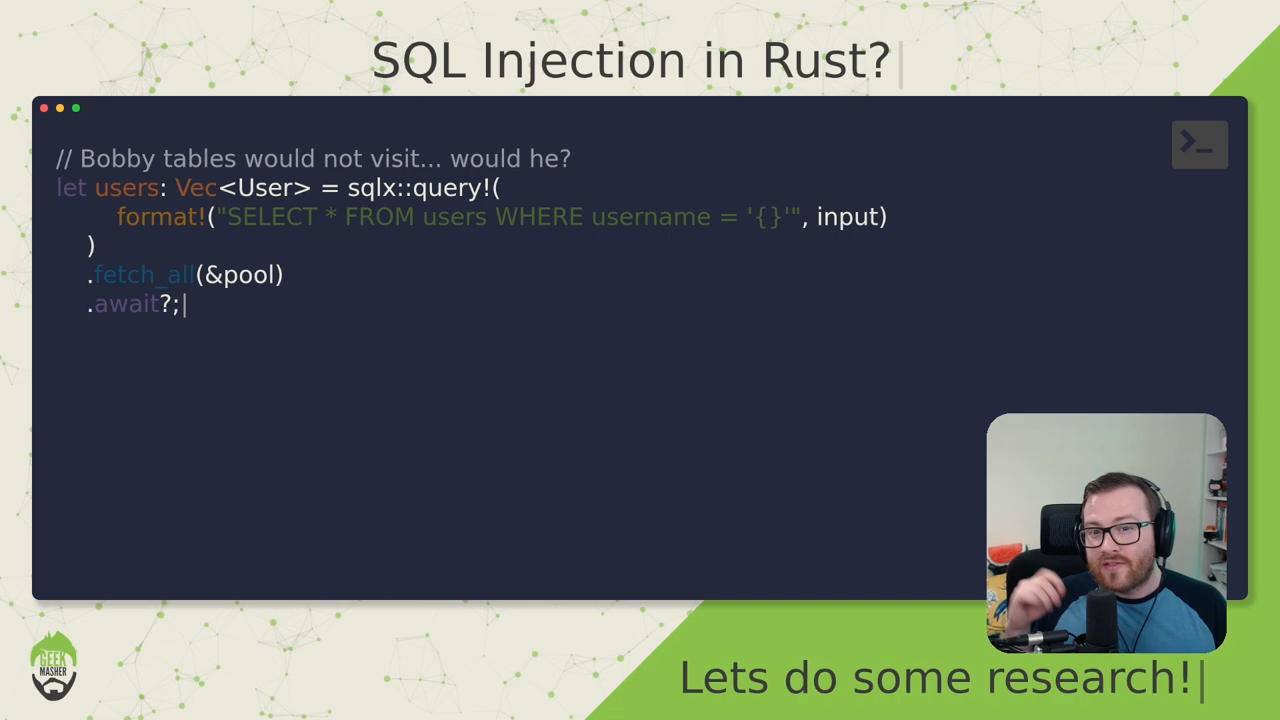 SQL Injection in Rust?
// Bobby tables would not visit... would he?
let users: Vec<User> = sqlx::query!(
format!("SELECT * FROM users WHERE username = '{}'", input)
)
.fetch_all(&pool)
.await?;
GEEK
MASHER
Lets do some research!